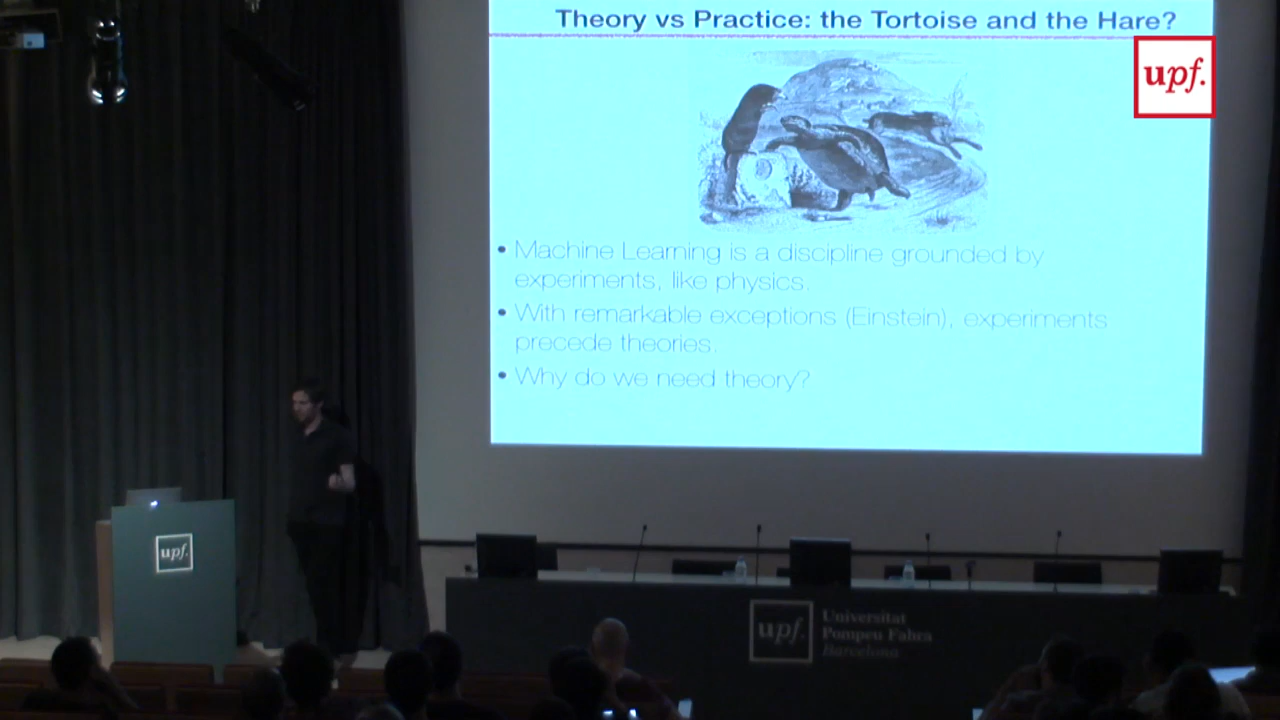 Theory vs Practice: the Tortoise and the Hare?
upf.
• Machine Learning is a discipline grounded by
experiments, like physics.
• With remarkable exceptions (Einstein), experiments
precede theories.
• Why do we need theory?
upf.
upf.
Universitat
Pompeu Fabra
Barcelona